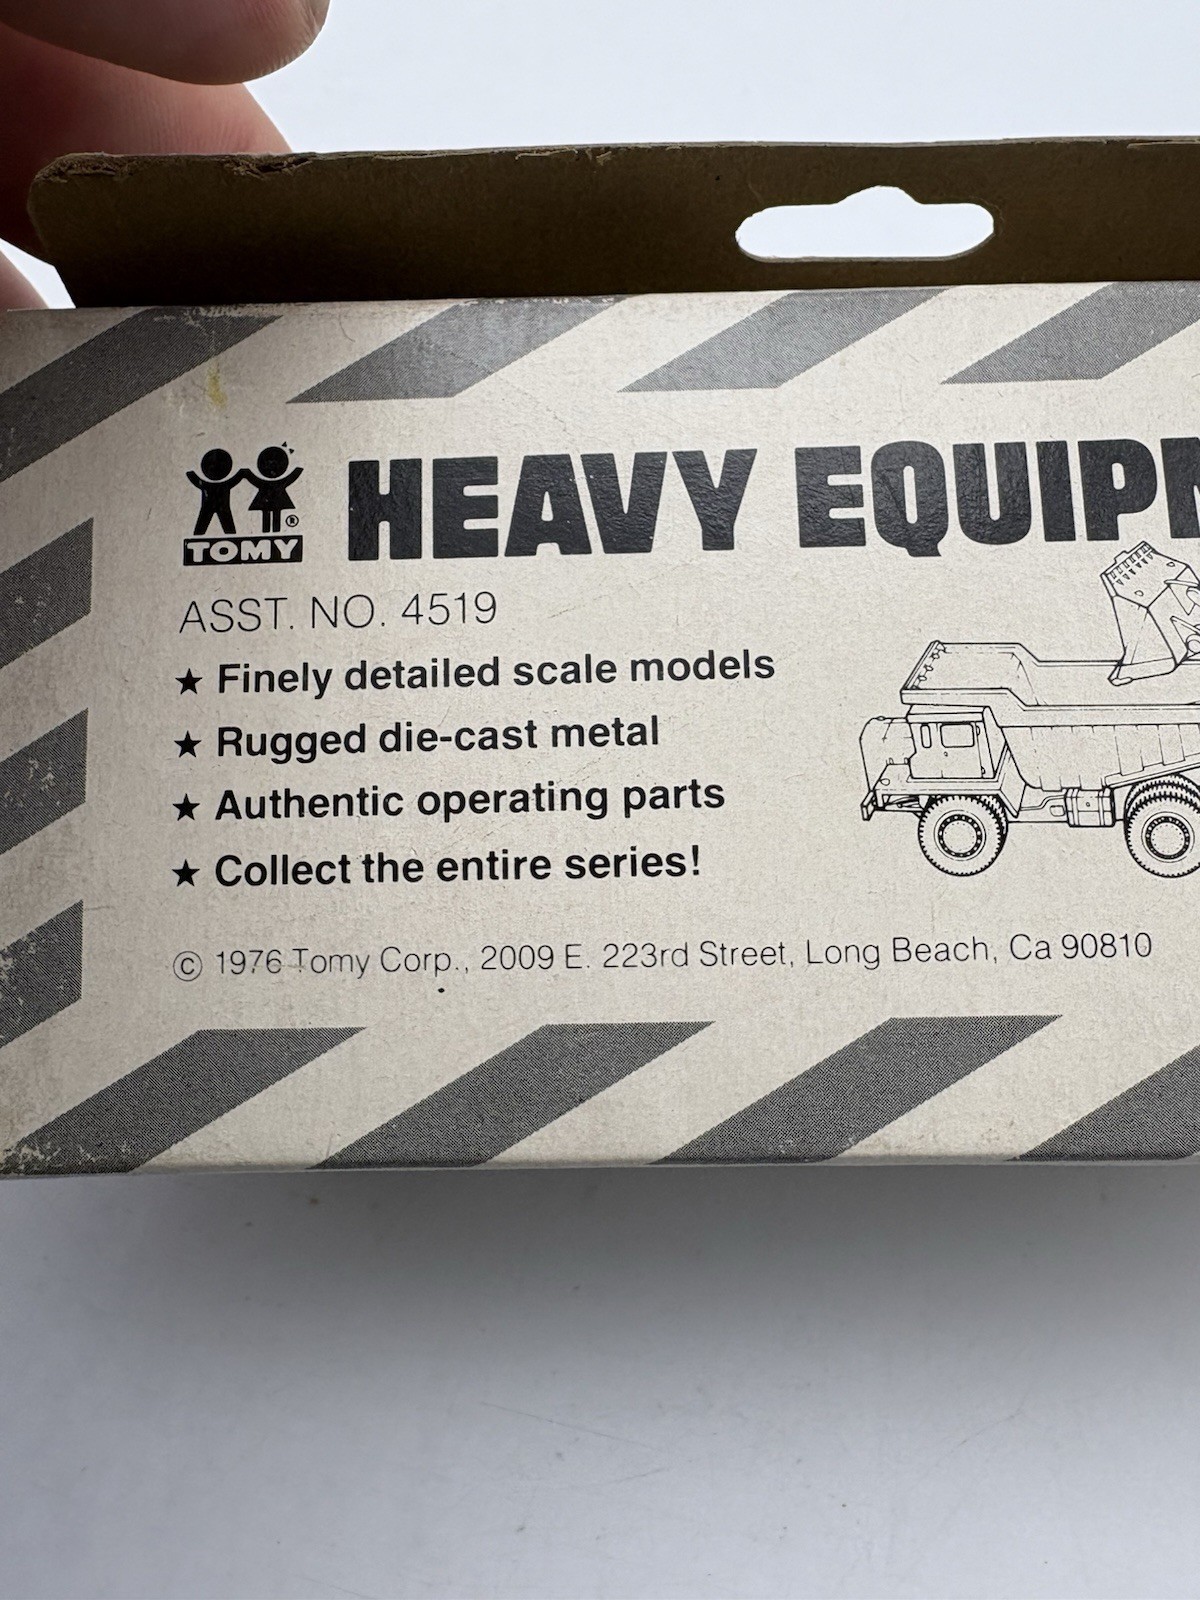 HEAVY EQUIPM
®
TOMY
ASST. NO. 4519
★ Finely detailed scale models
★ Rugged die-cast metal
★ Authentic operating parts
★ Collect the entire series!
© 1976 Tomy Corp., 2009 E. 223rd Street, Long Beach, Ca 90810